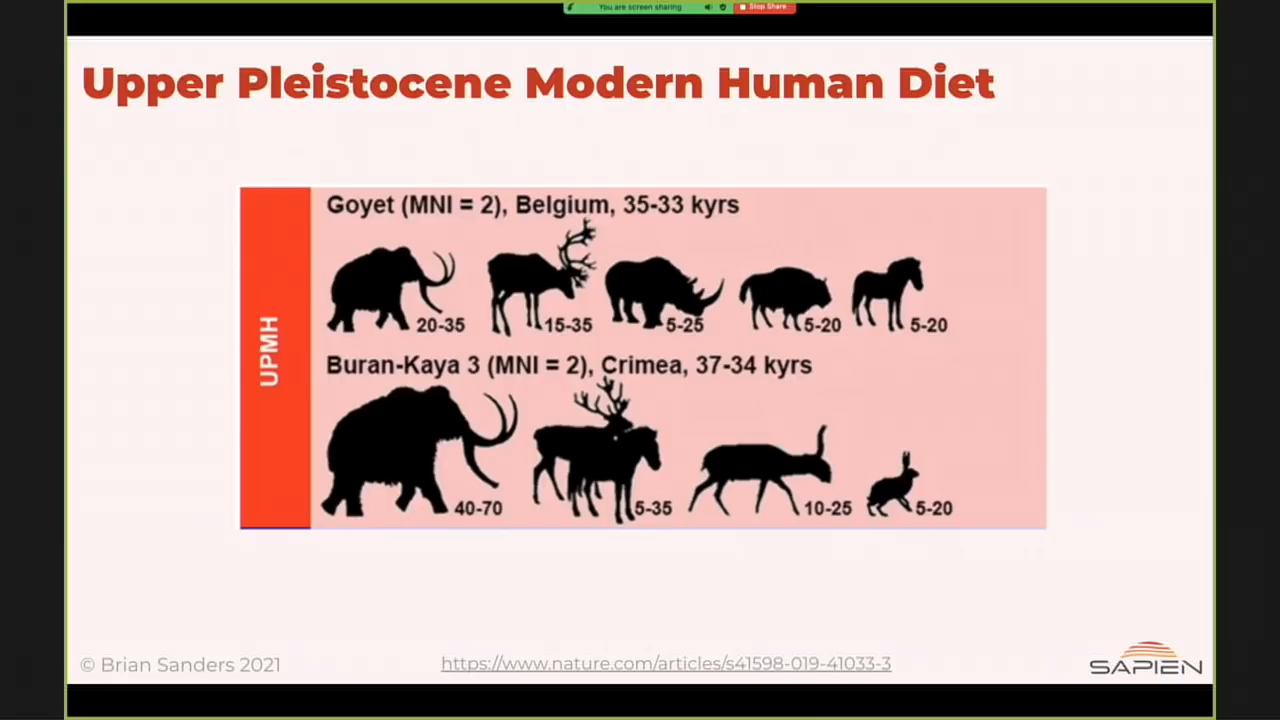 You are screen sharing
Stop Share
Upper Pleistocene Modern Human Diet
UPMH
Goyet (MNI = 2), Belgium, 35-33 kyrs
20-35 15-35 5-25 5-20 5-20
Buran-Kaya 3 (MNI = 2), Crimea, 37-34 kyrs
40-70 5-35 10-25 5-20
© Brian Sanders 2021
https://www.nature.com/articles/s41598-019-41033-3
SAPIEN